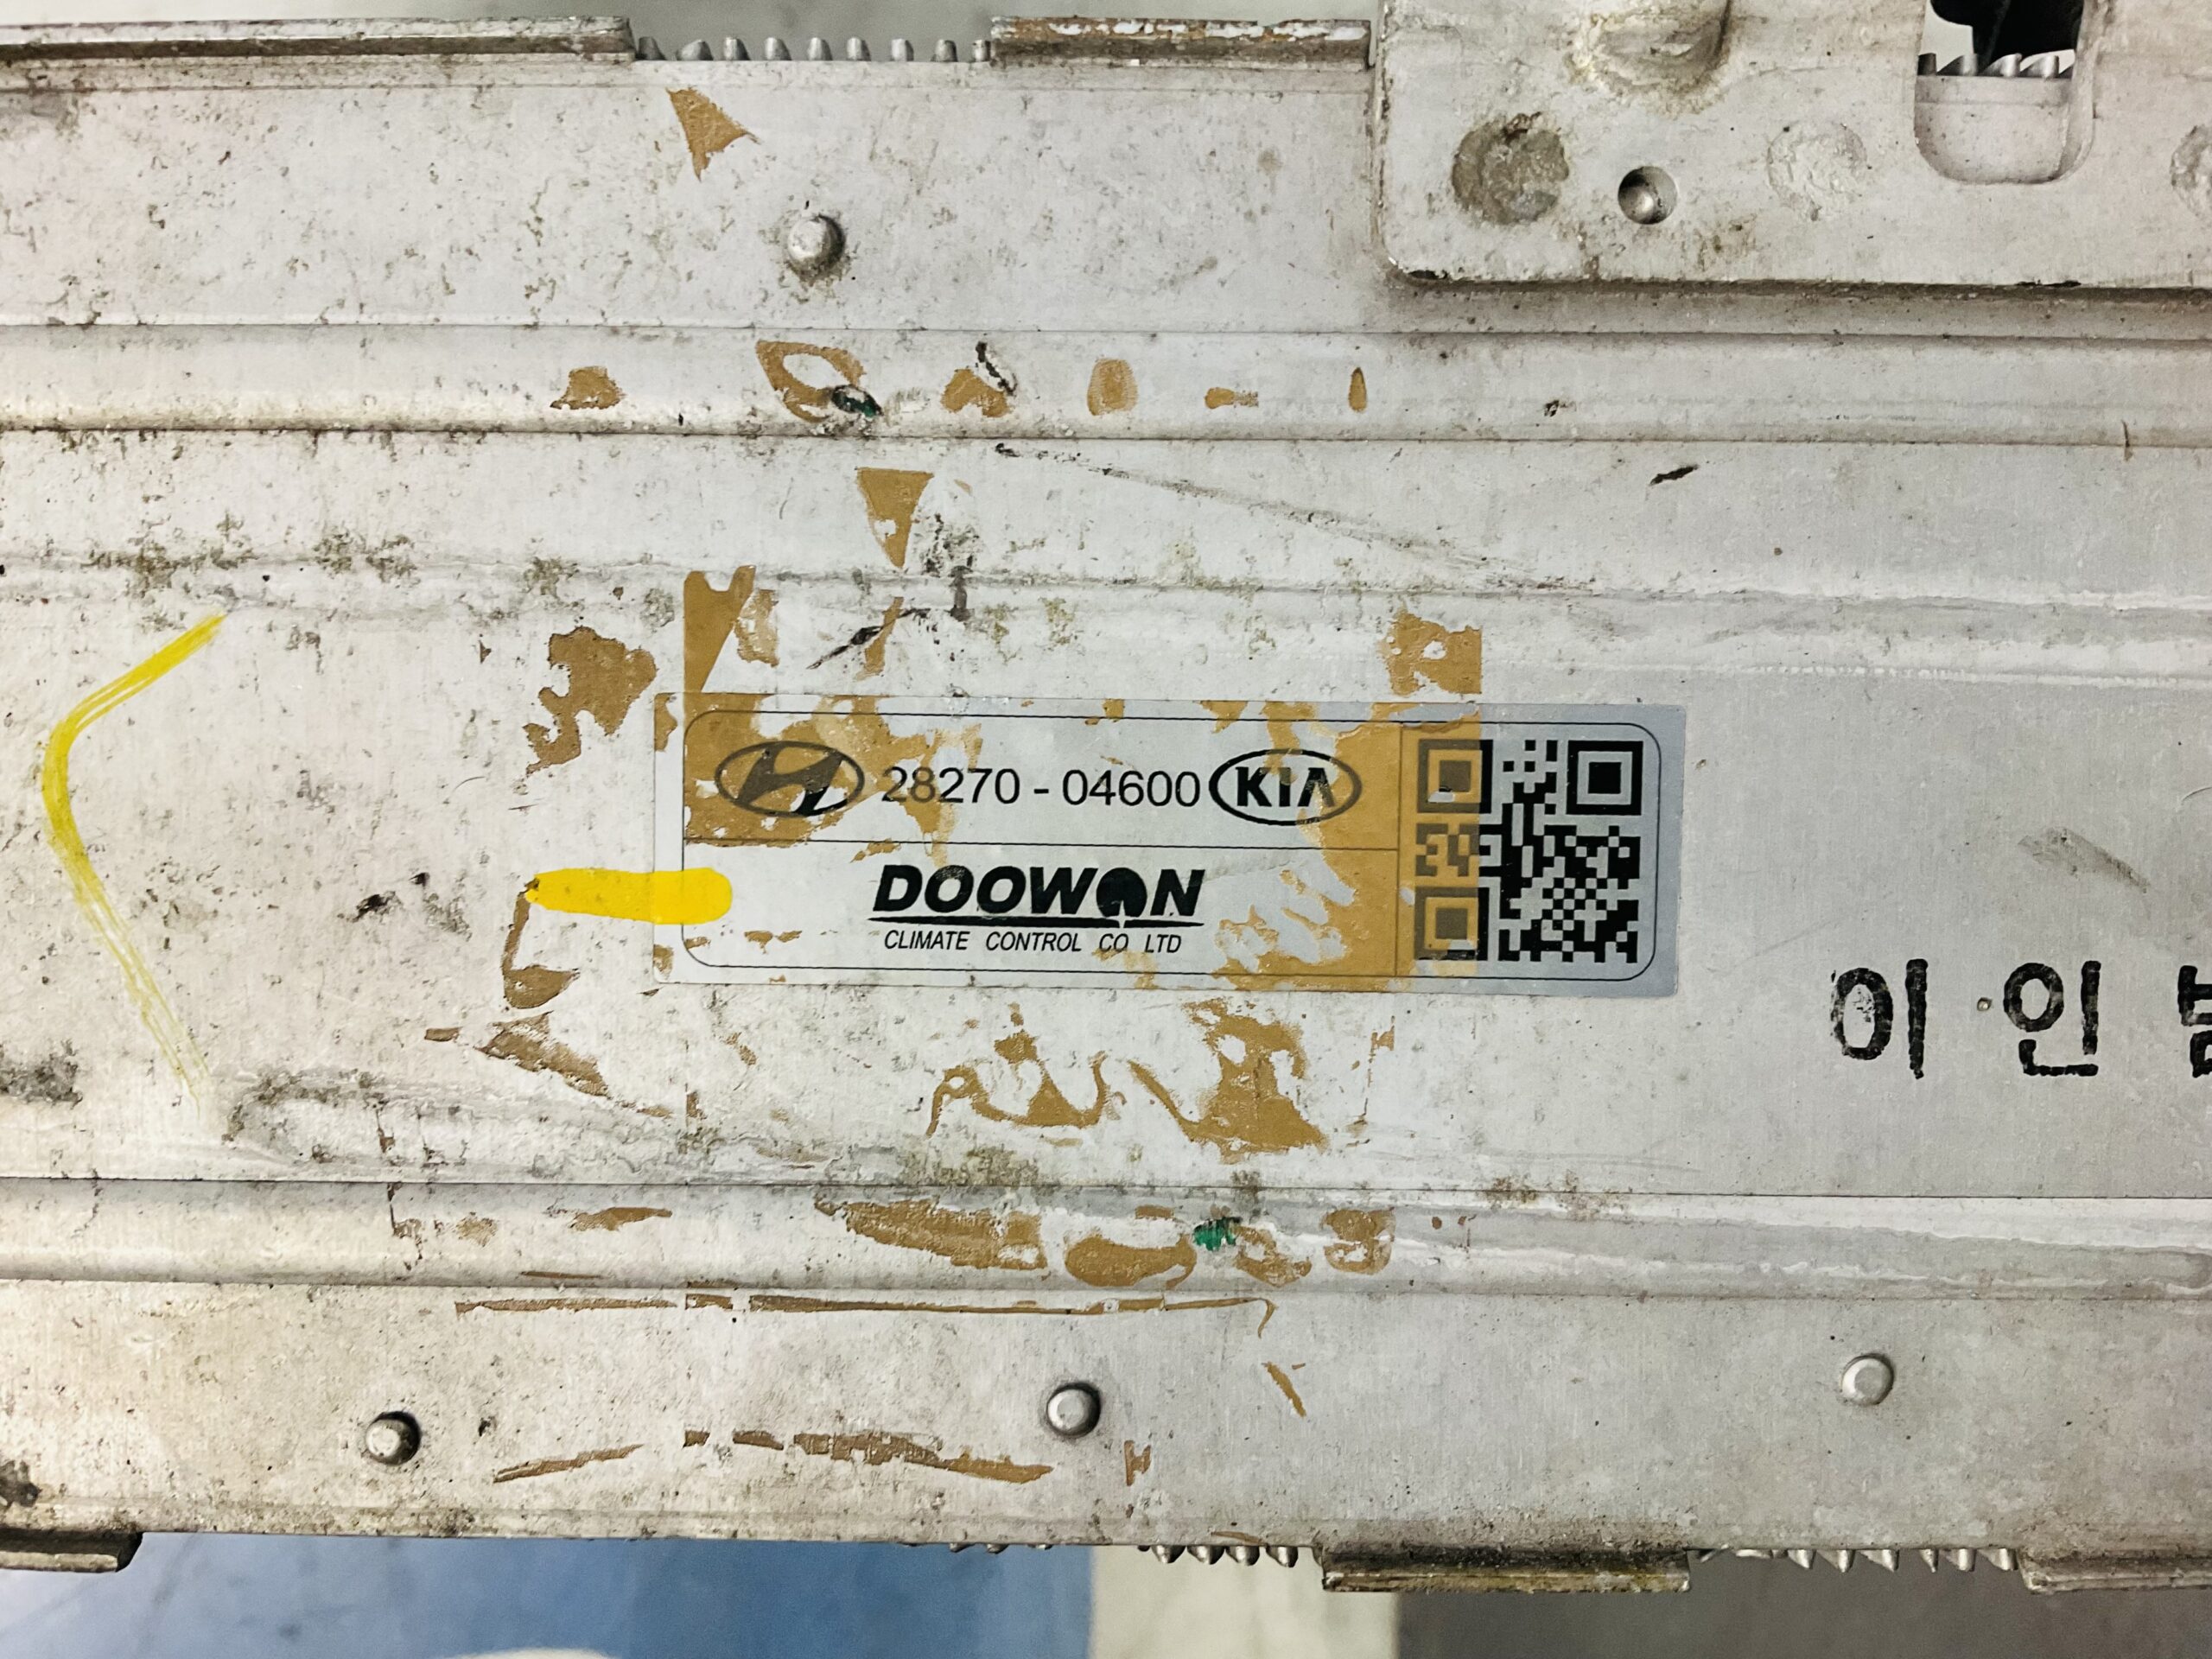 28270 - 04600 KIA
DOOWON
CLIMATE CONTROL CO LTD
이 인